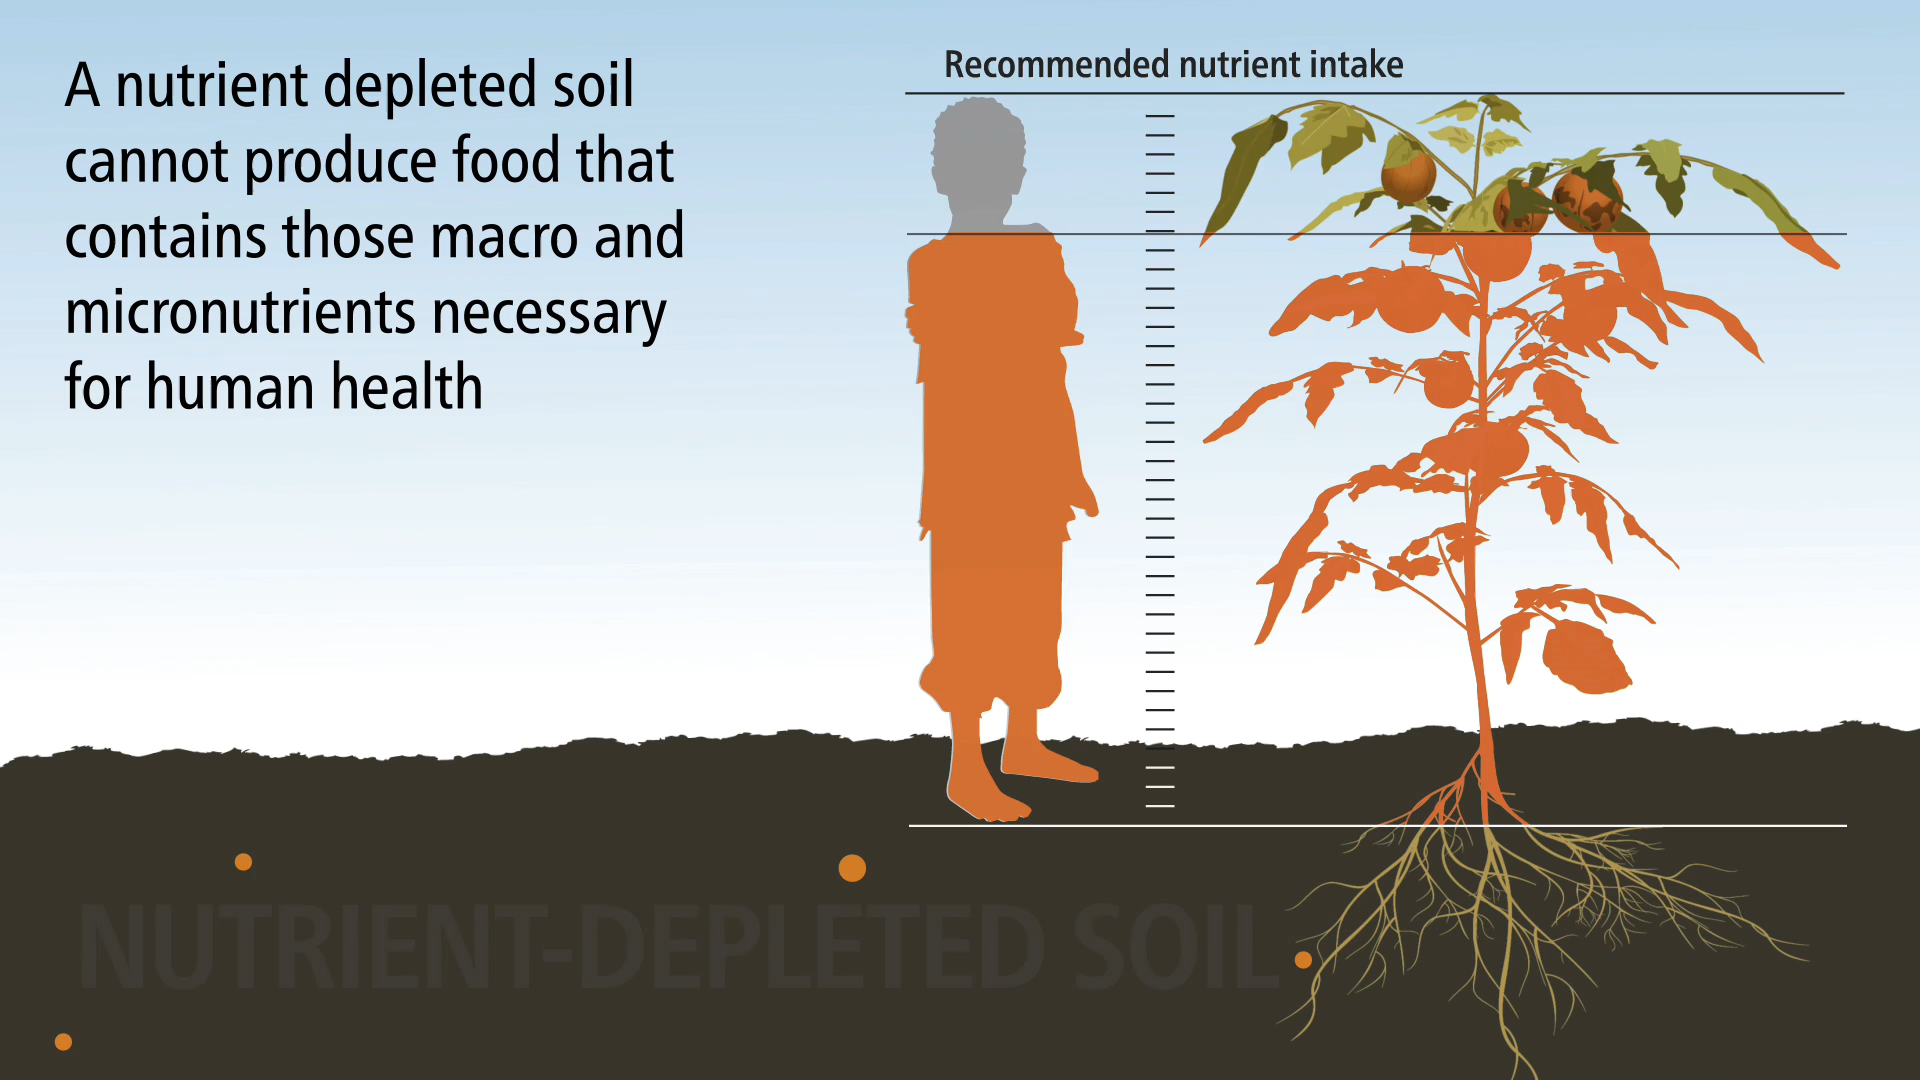 A nutrient depleted soil
cannot produce food that
contains those macro and
micronutrients necessary
for human health
Recommended nutrient intake
NUTRIENT-DEPLETED SOIL